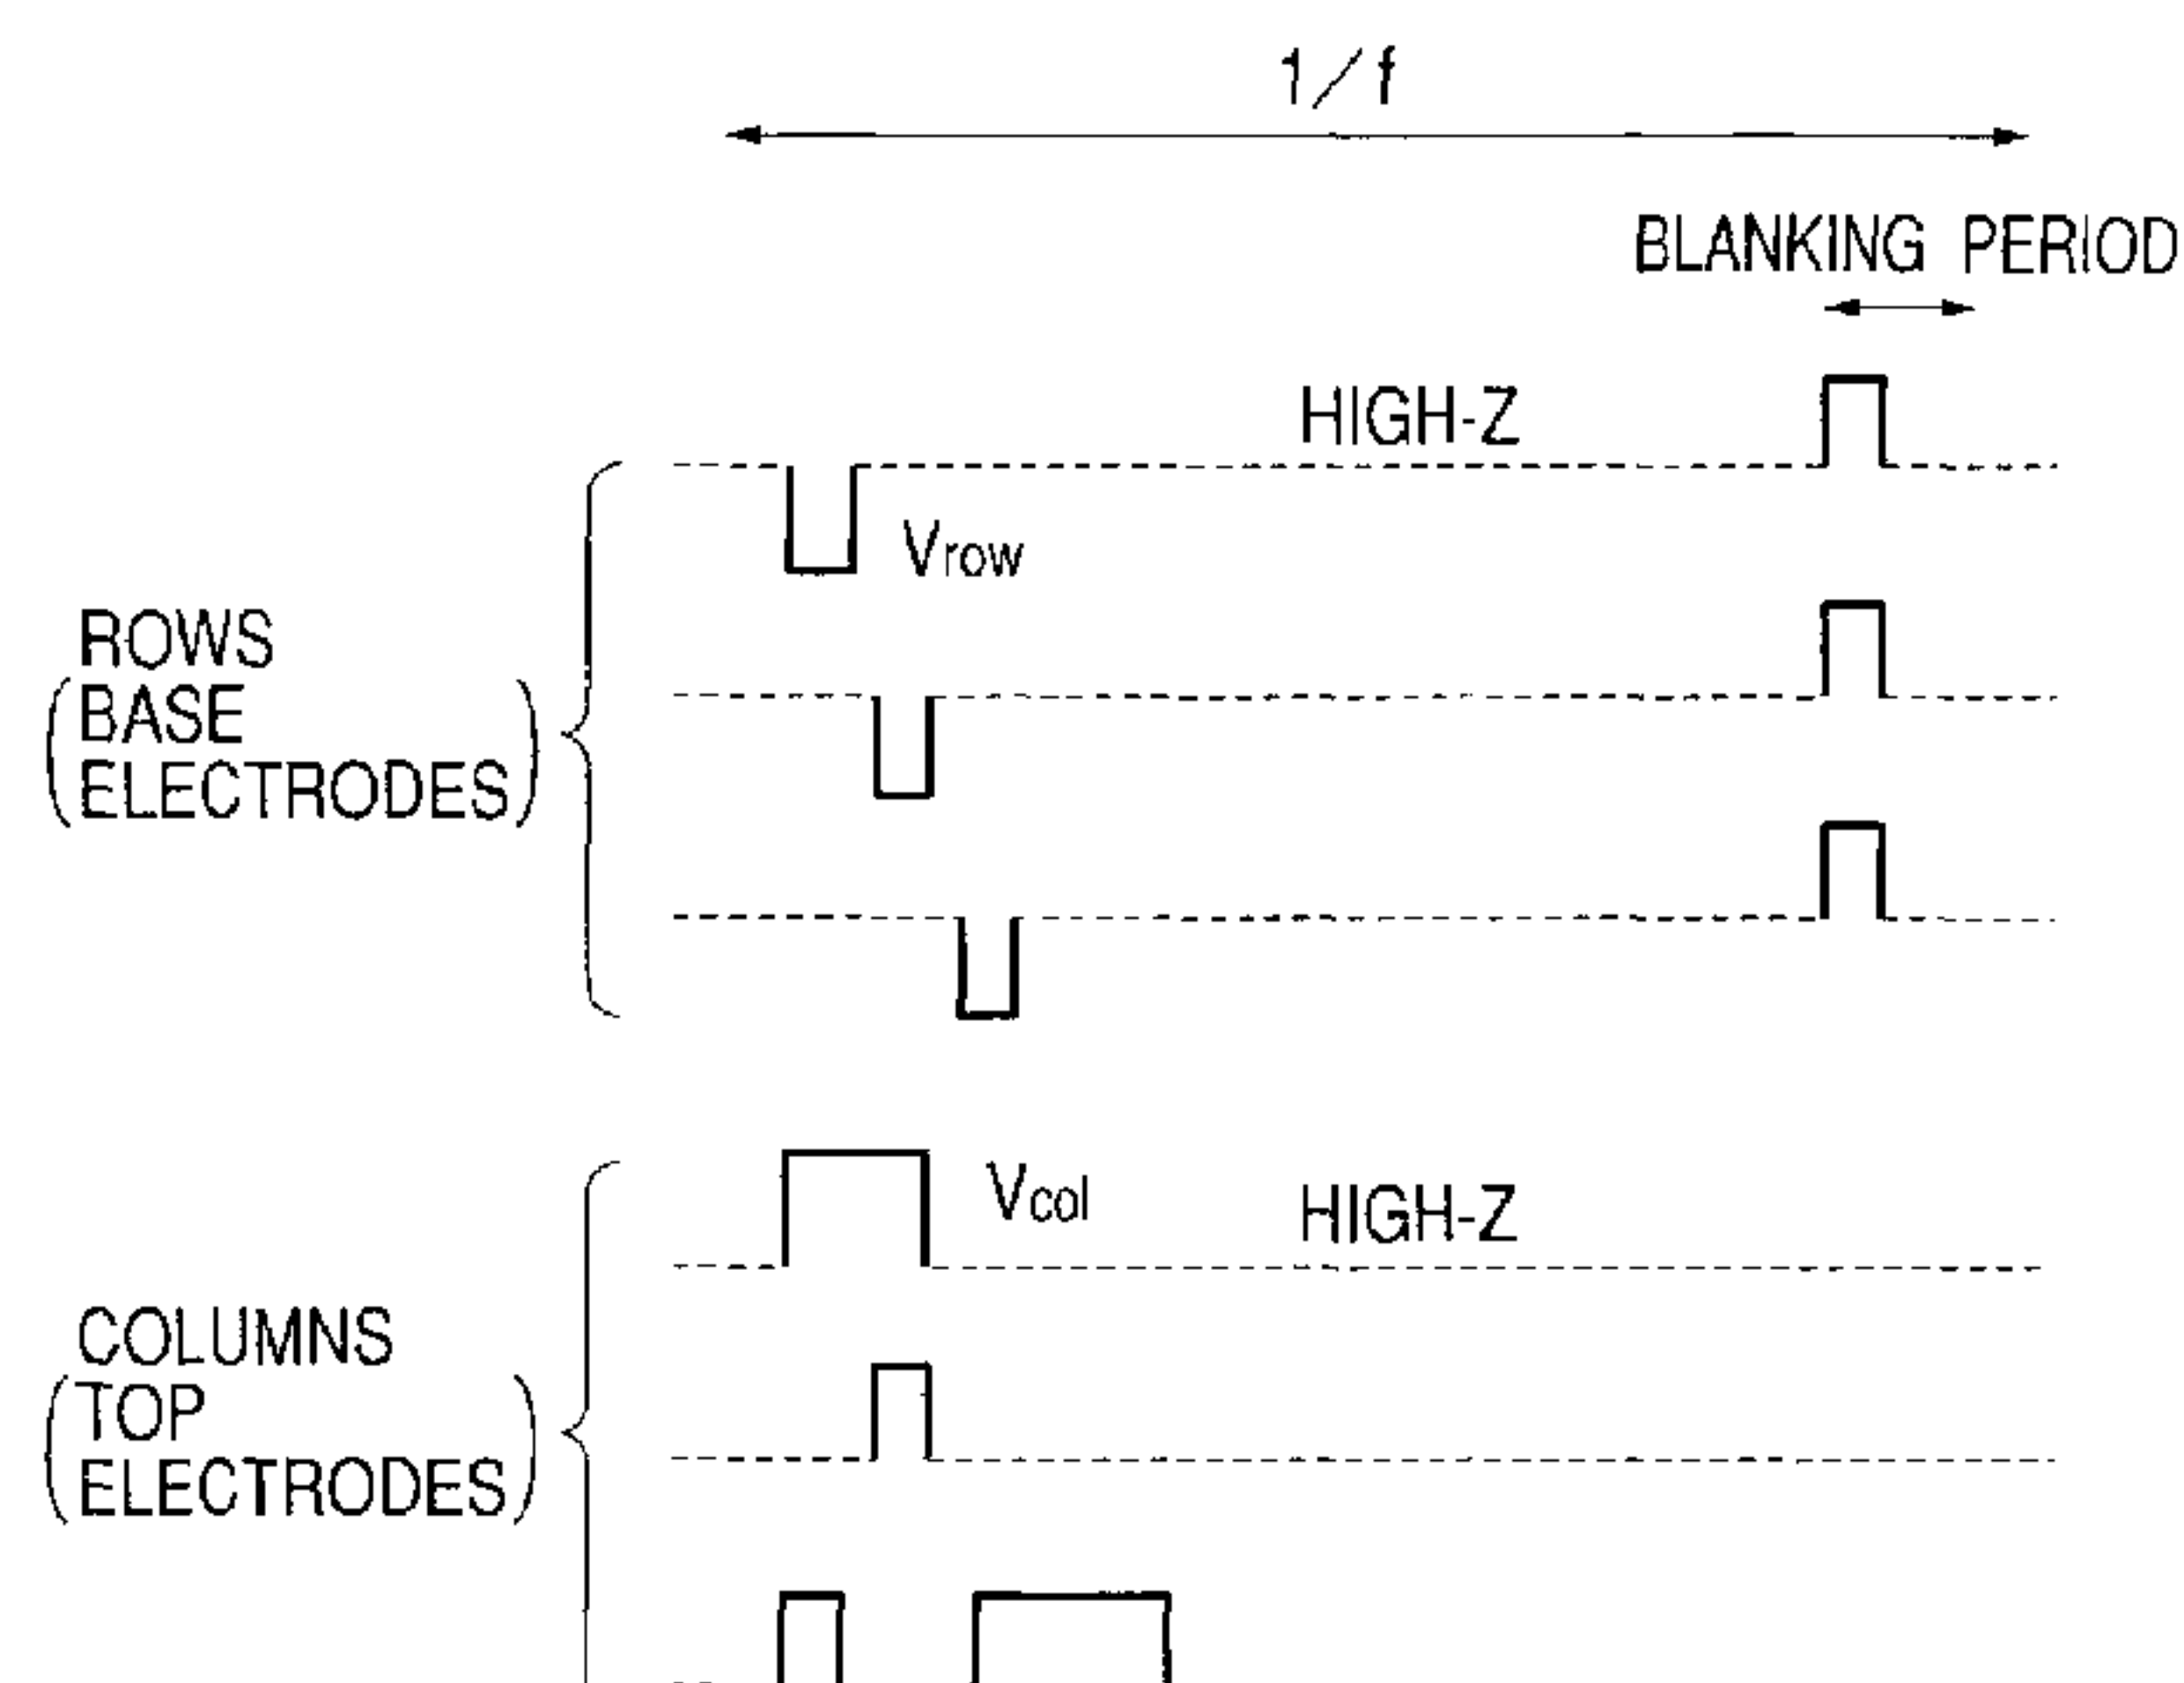 1/f
BLANKING PERIOD
HIGH-Z
Vrow
ROWS
(BASE
ELECTRODES)
Vcol
HIGH-Z
COLUMNS
(TOP
ELECTRODES)